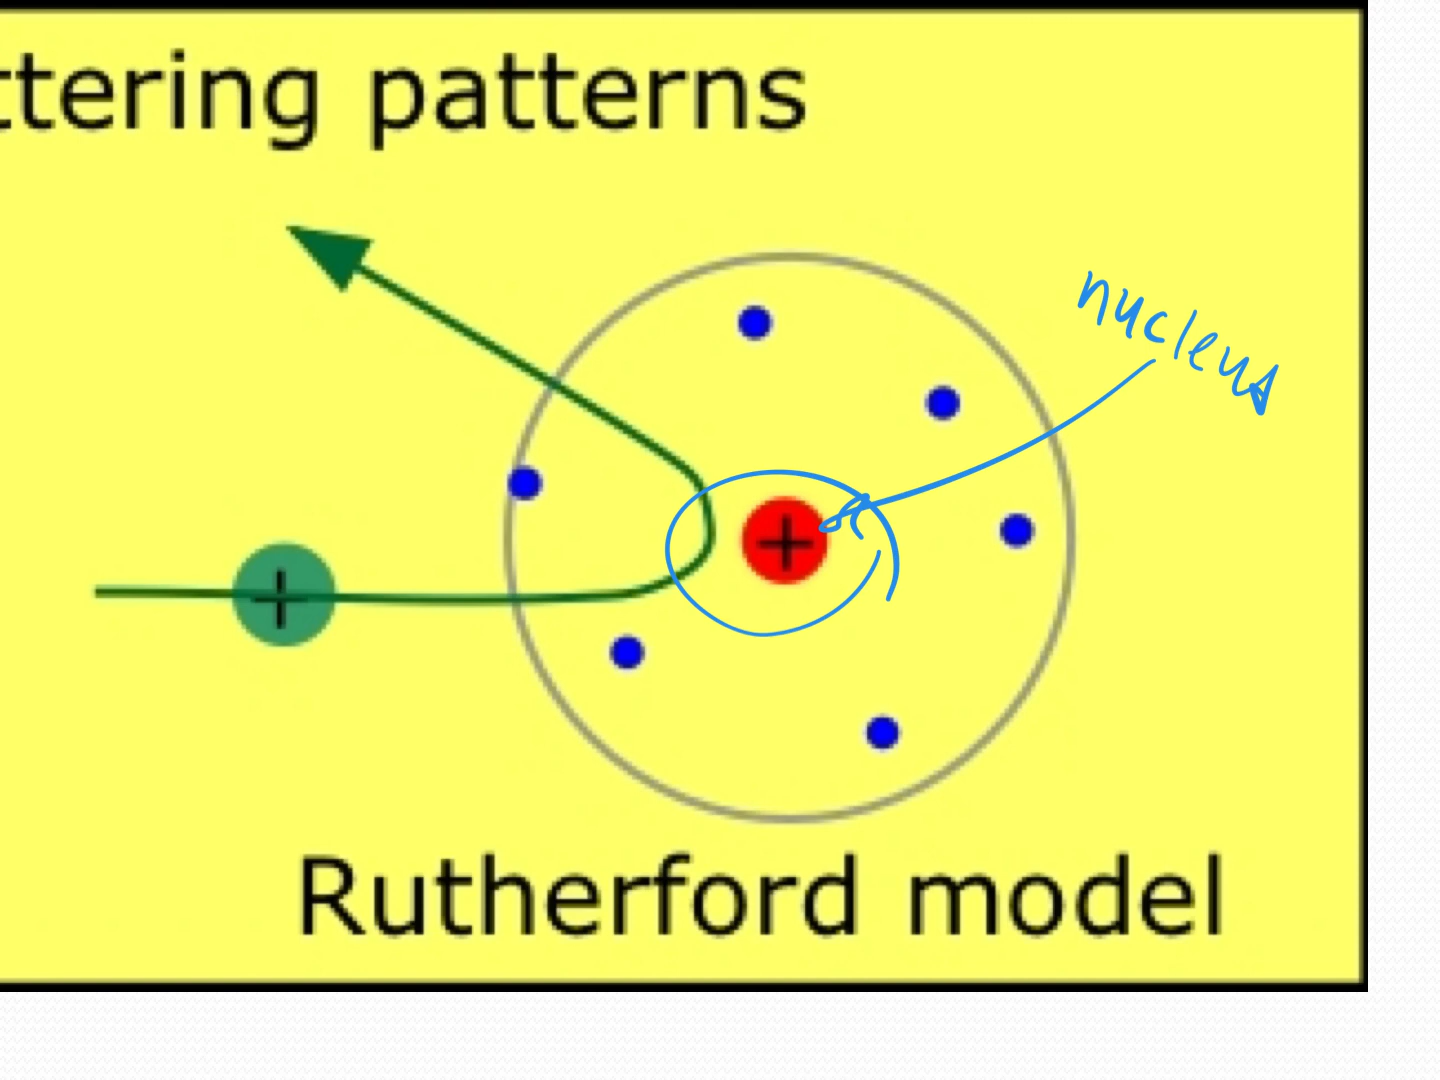 ttering patterns
nucleus
+
+
Rutherford model